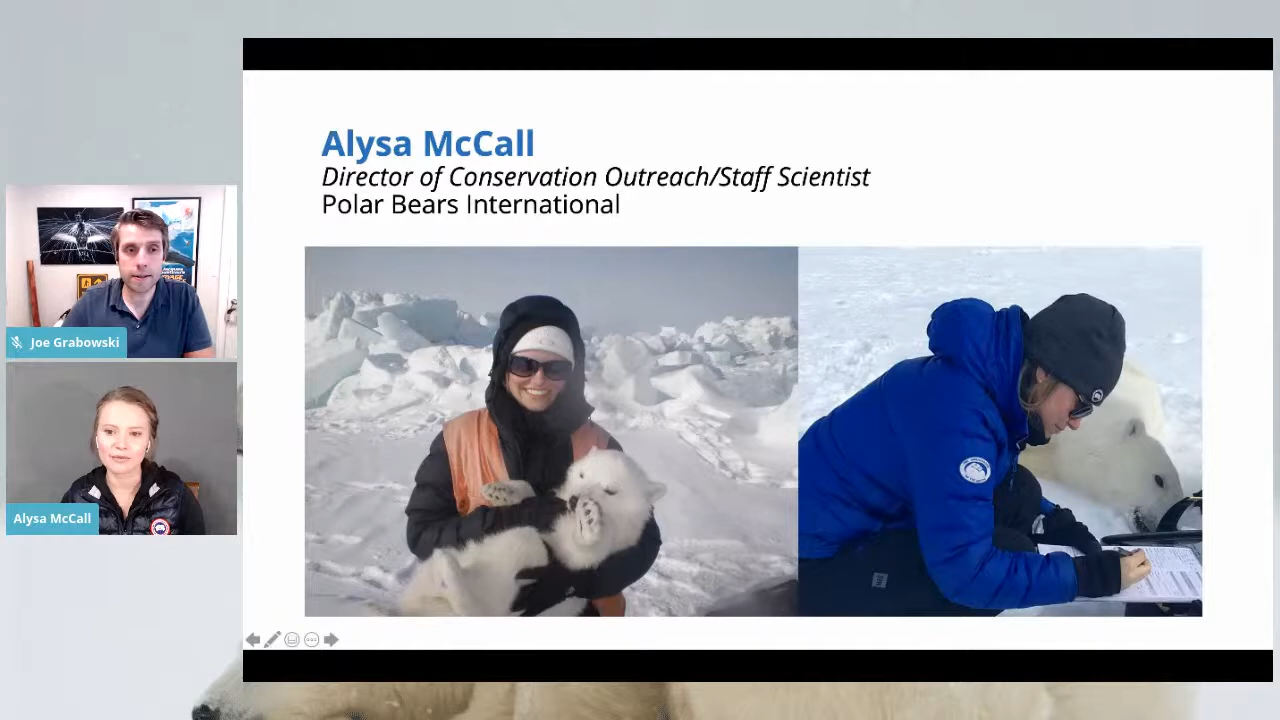 Alysa McCall
Director of Conservation Outreach/Staff Scientist
Polar Bears International
Joe Grabowski
Alysa McCall